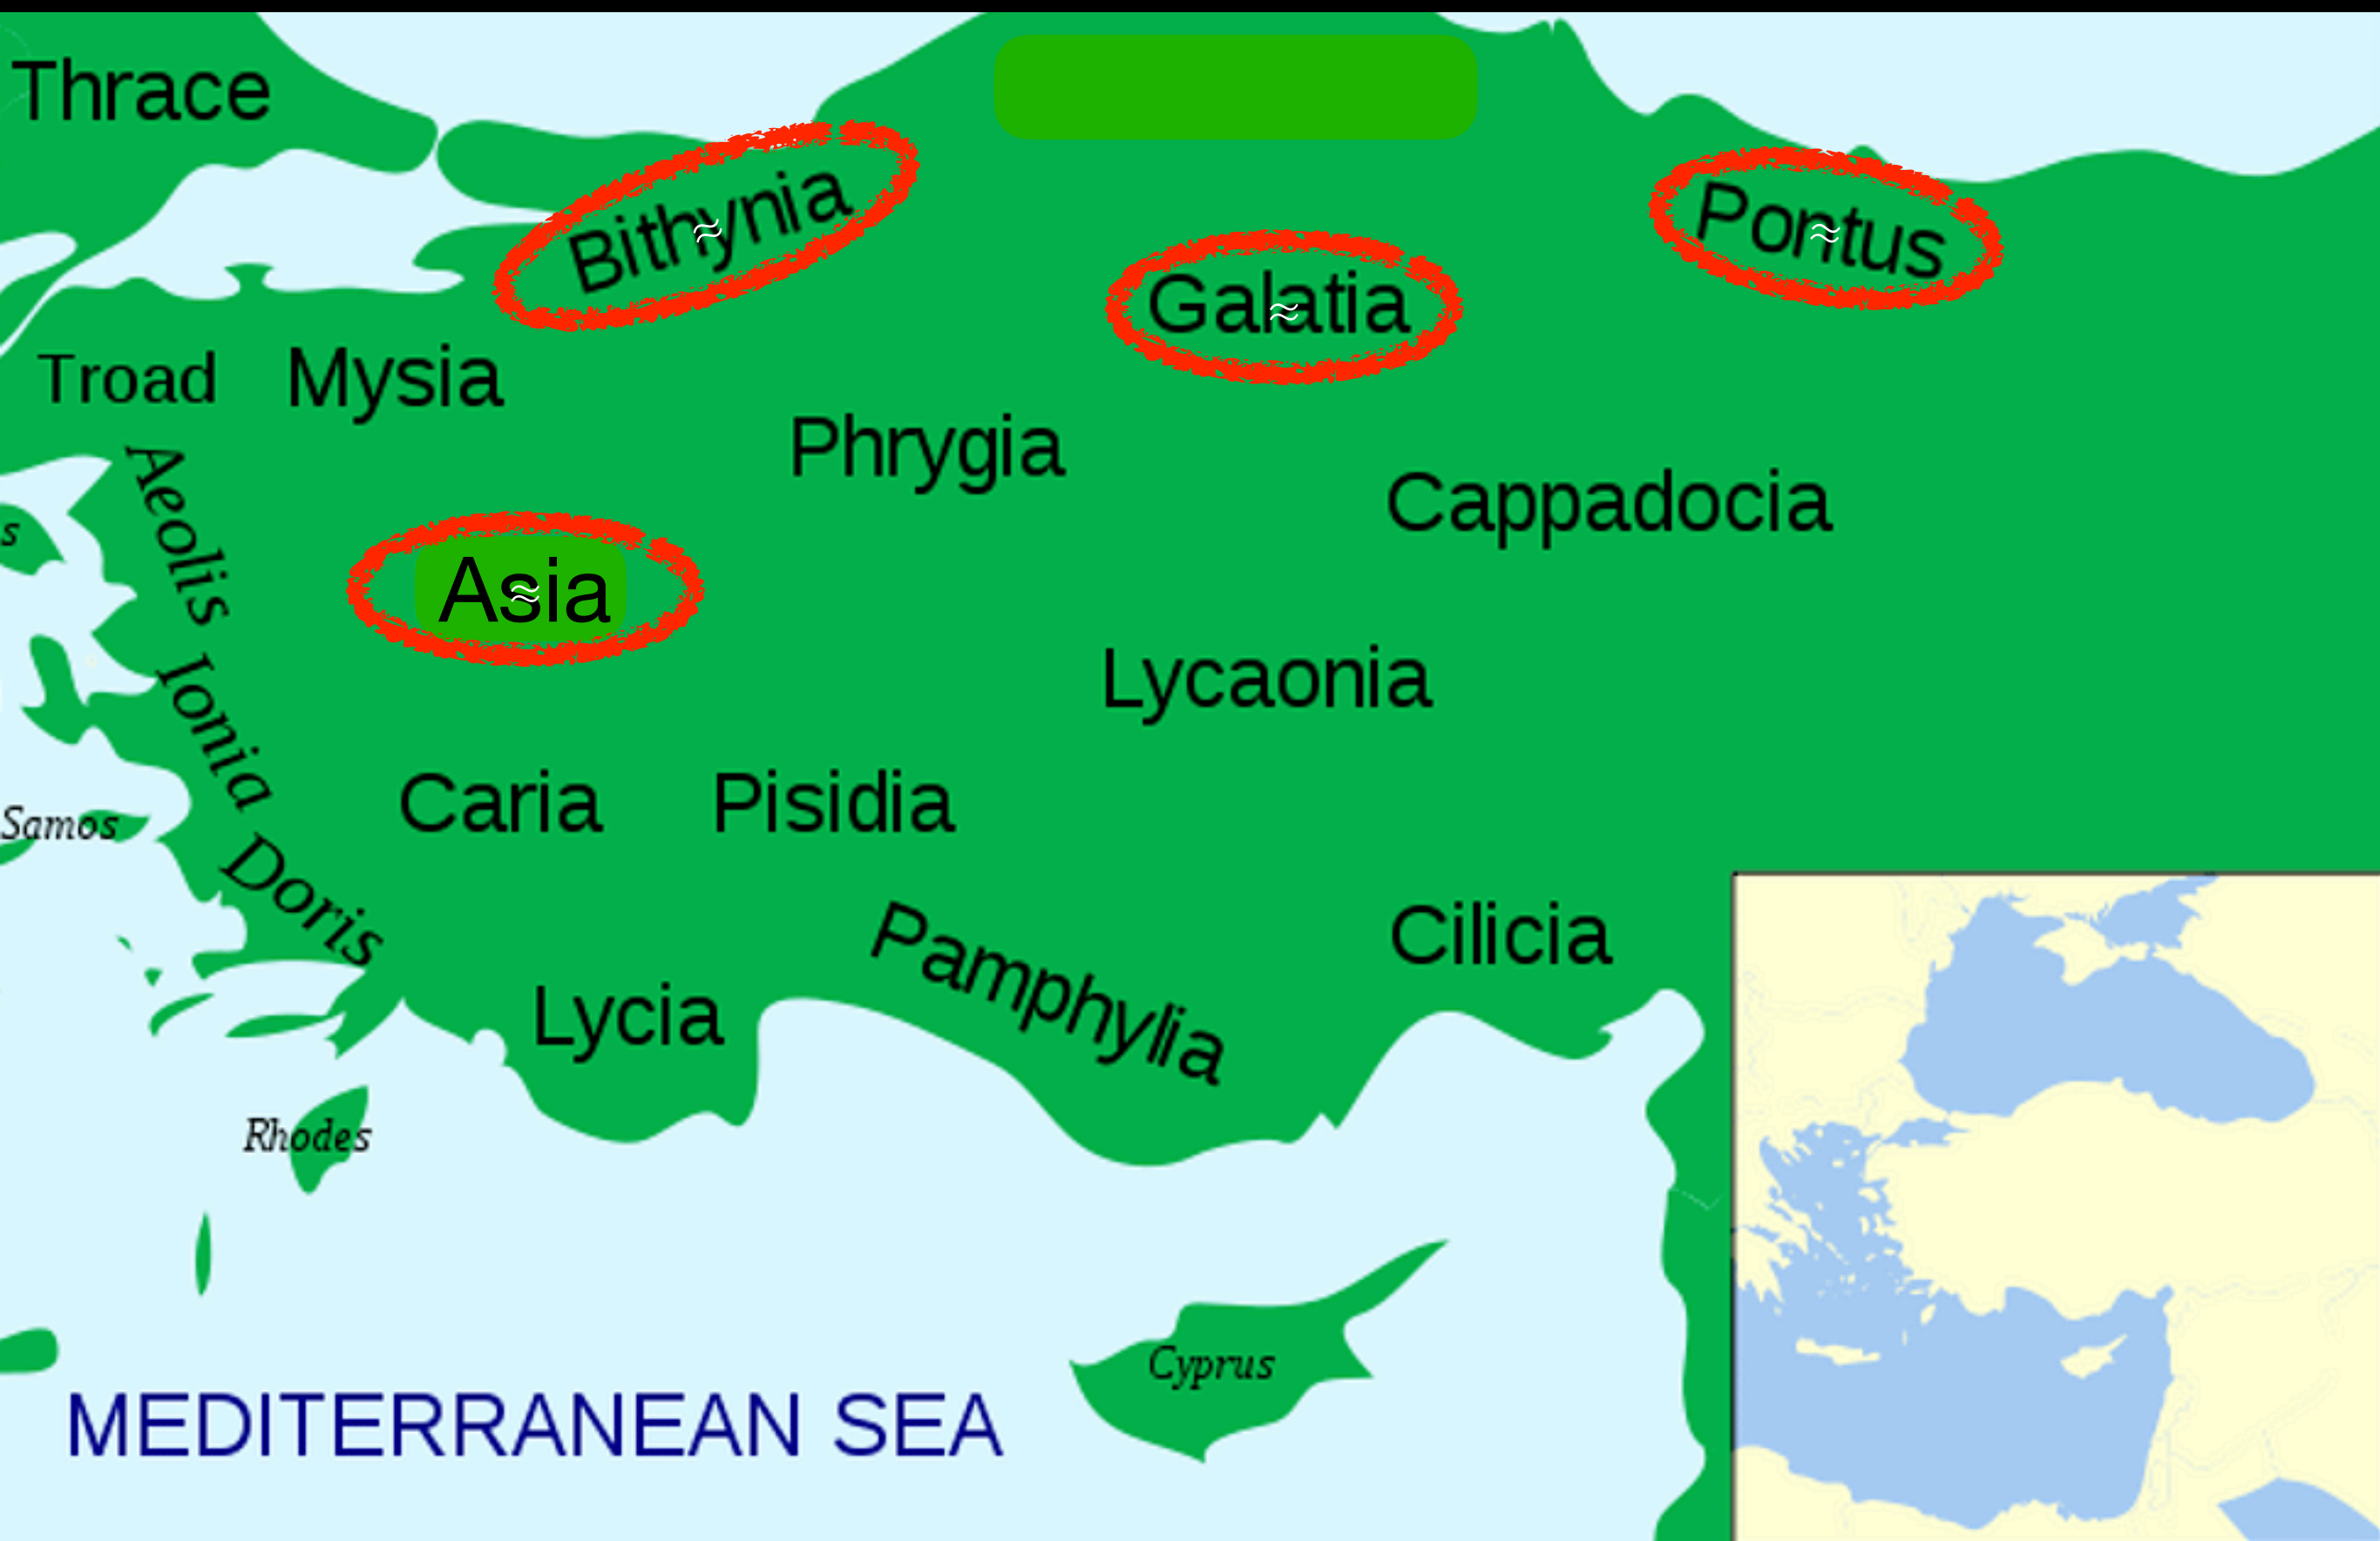 Thrace
Bithynia
Pontus
Galatia
Troad
Mysia
Phrygia
Cappadocia
Aeolis
s
Asia
Ionia
Lycaonia
Caria
Pisidia
Samos
Doris
Pamphylia
Cilicia
Lycia
Rhodes
Cyprus
MEDITERRANEAN SEA